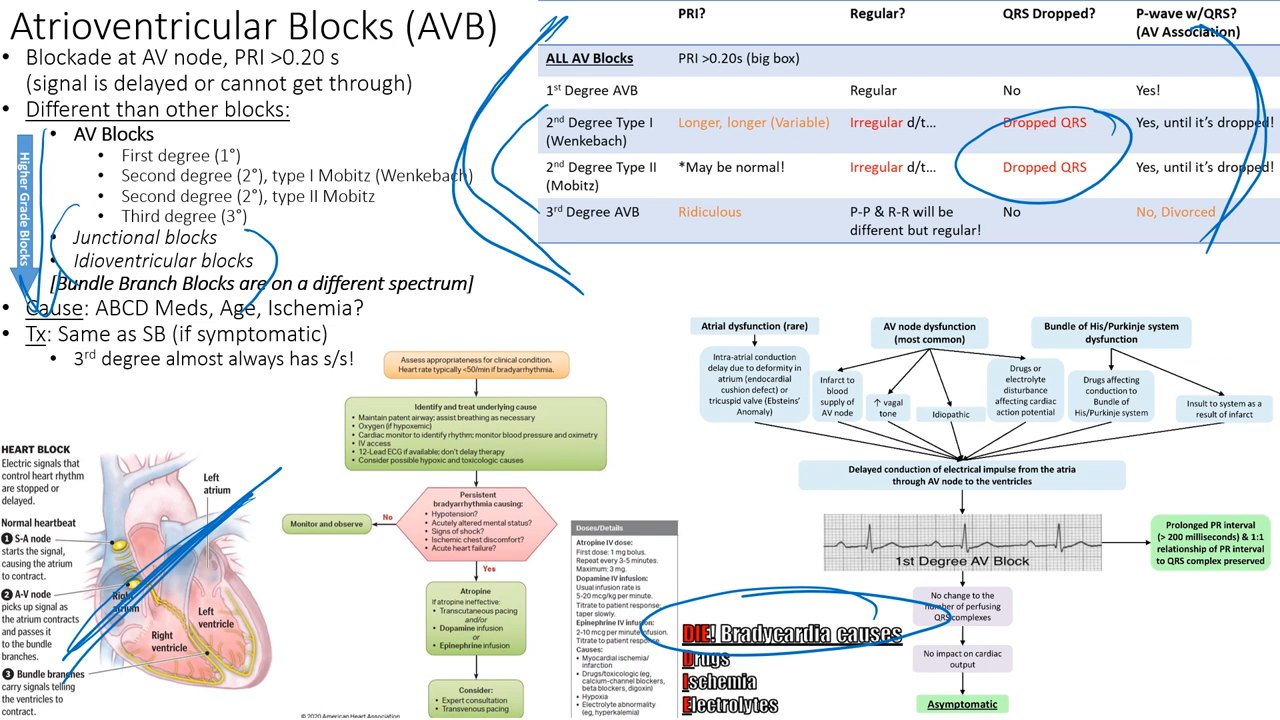 Atrioventricular Blocks (AVB)
• Blockade at AV node, PRI >0.20 s
(signal is delayed or cannot get through)
• Different than other blocks:
• AV Blocks
• First degree (1°)
• Second degree (2°), type I Mobitz (Wenkebach)
• Second degree (2°), type II Mobitz
• Third degree (3°)
• Junctional blocks
• Idioventricular blocks
[Bundle Branch Blocks are on a different spectrum]
Higher Grade Blocks
• Cause: ABCD Meds, Age, Ischemia?
• Tx: Same as SB (if symptomatic)
• 3rd degree almost always has s/s!
PRI? Regular? QRS Dropped? P-wave w/QRS?
(AV Association)
ALL AV Blocks PRI >0.20s (big box)
1st Degree AVB Regular No Yes!
2nd Degree Type I Longer, longer (Variable) Irregular d/t... Dropped QRS Yes, until it's dropped!
(Wenkebach)
2nd Degree Type II *May be normal! Irregular d/t... Dropped QRS Yes, until it's dropped!
(Mobitz)
3rd Degree AVB Ridiculous P-P & R-R will be No No, Divorced
different but regular!
HEART BLOCK
Electric signals that
control heart rhythm
are stopped or
delayed.
Normal heartbeat
1 S-A node
starts the signal,
causing the atrium
to contract.
2 A-V node
picks up signal as
the atrium contracts
and passes it
to the bundle
branches.
3 Bundle branches
carry signals telling
the ventricles to
contract.
Left
atrium
Right
atrium
Left
ventricle
Right
ventricle
Assess appropriateness for clinical condition.
Heart rate typically <50/min if bradyarrhythmia.
Identify and treat underlying cause
• Maintain patent airway; assist breathing as necessary
• Oxygen (if hypoxemic)
• Cardiac monitor to identify rhythm; monitor blood pressure and oximetry
• IV access
• 12-Lead ECG if available; don't delay therapy
• Consider possible hypoxic and toxicologic causes
Persistent
bradyarrhythmia causing:
• Hypotension?
• Acutely altered mental status?
• Signs of shock?
• Ischemic chest discomfort?
• Acute heart failure?
No
Monitor and observe
Yes
Atropine
If atropine ineffective:
• Transcutaneous pacing
and/or
• Dopamine infusion
or
• Epinephrine infusion
Consider:
• Expert consultation
• Transvenous pacing
© 2020 American Heart Association
Doses/Details
Atropine IV dose:
First dose: 1 mg bolus.
Repeat every 3-5 minutes.
Maximum: 3 mg.
Dopamine IV infusion:
Usual infusion rate is
5-20 mcg/kg per minute.
Titrate to patient response;
taper slowly.
Epinephrine IV infusion:
2-10 mcg per minute infusion.
Titrate to patient response.
Causes:
• Myocardial ischemia/
infarction
• Drugs/toxicologic (eg,
calcium-channel blockers,
beta blockers, digoxin)
• Hypoxia
• Electrolyte abnormality
(eg, hyperkalemia)
DIE! Bradycardia causes
Drugs
Ischemia
Electrolytes
Atrial dysfunction (rare)
AV node dysfunction
(most common)
Bundle of His/Purkinje system
dysfunction
Intra-atrial conduction
delay due to deformity in
atrium (endocardial
cushion defect) or
tricuspid valve (Ebsteins'
Anomaly)
Infarct to
blood
supply of
AV node
↑ vagal
tone
Idiopathic
Drugs or
electrolyte
disturbance
affecting cardiac
action potential
Drugs affecting
conduction to
Bundle of
His/Purkinje system
Insult to system as a
result of infarct
Delayed conduction of electrical impulse from the atria
through AV node to the ventricles
1st Degree AV Block
Prolonged PR interval
(> 200 milliseconds) & 1:1
relationship of PR interval
to QRS complex preserved
No change to the
number of perfusing
QRS complexes
No impact on cardiac
output
Asymptomatic